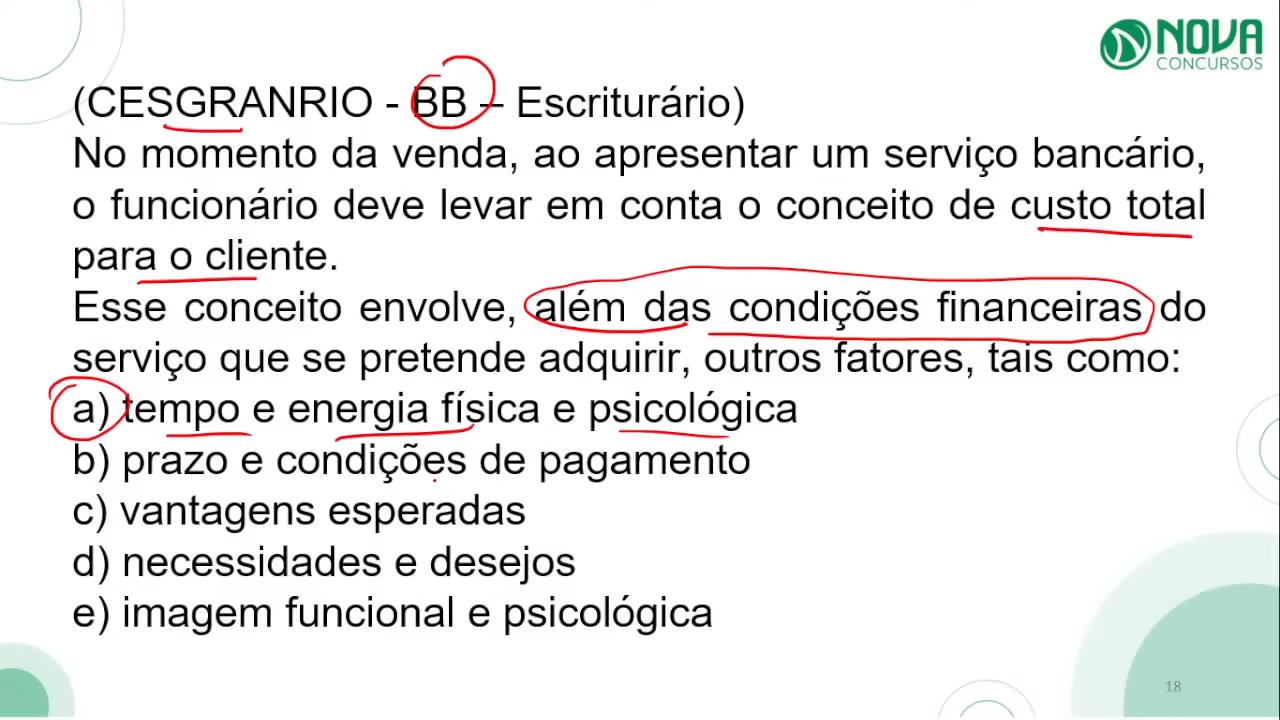 NOVA
CONCURSOS
(CESGRANRIO - BB – Escriturário)
No momento da venda, ao apresentar um serviço bancário,
o funcionário deve levar em conta o conceito de custo total
para o cliente.
Esse conceito envolve, além das condições financeiras do
serviço que se pretende adquirir, outros fatores, tais como:
a) tempo e energia física e psicológica
b) prazo e condições de pagamento
c) vantagens esperadas
d) necessidades e desejos
e) imagem funcional e psicológica
18